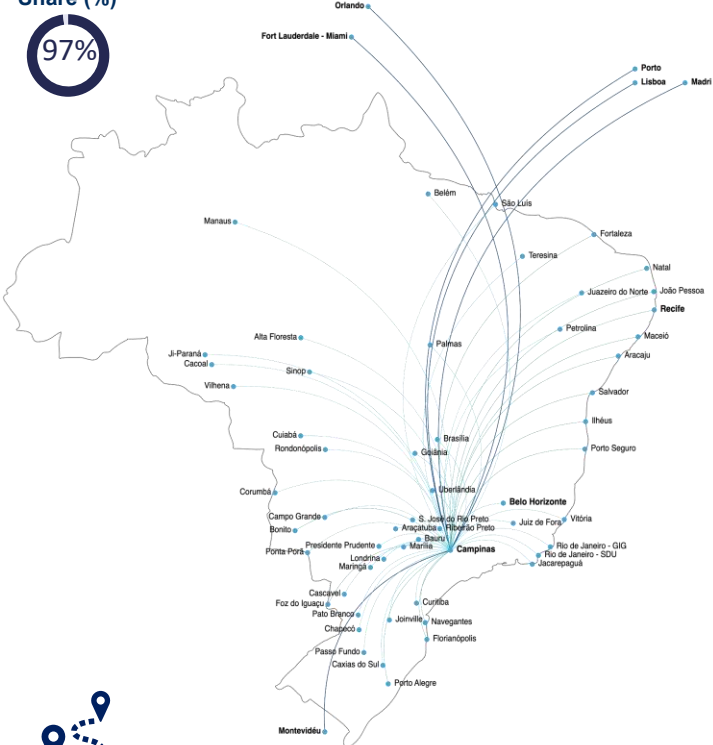 Share (%)
97%
Orlando
Fort Lauderdale - Miami
Porto
Lisboa
Madri
Belém
São Luís
Manaus
Fortaleza
Teresina
Natal
Juazeiro do Norte
João Pessoa
Recife
Petrolina
Maceió
Alta Floresta
Palmas
Aracaju
Ji-Paraná
Cacoal
Sinop
Vilhena
Salvador
Ilhéus
Cuiabá
Brasília
Rondonópolis
Goiânia
Porto Seguro
Corumbá
Uberlândia
Belo Horizonte
Campo Grande
S. José do Rio Preto
Juiz de Fora
Vitória
Bonito
Araçatuba
Ribeirão Preto
Bauru
Presidente Prudente
Marília
Campinas
Rio de Janeiro - GIG
Ponta Porã
Rio de Janeiro - SDU
Londrina
Jacarepaguá
Maringá
Cascavel
Foz do Iguaçu
Curitiba
Pato Branco
Joinville
Navegantes
Chapecó
Florianópolis
Passo Fundo
Caxias do Sul
Porto Alegre
Montevidéu